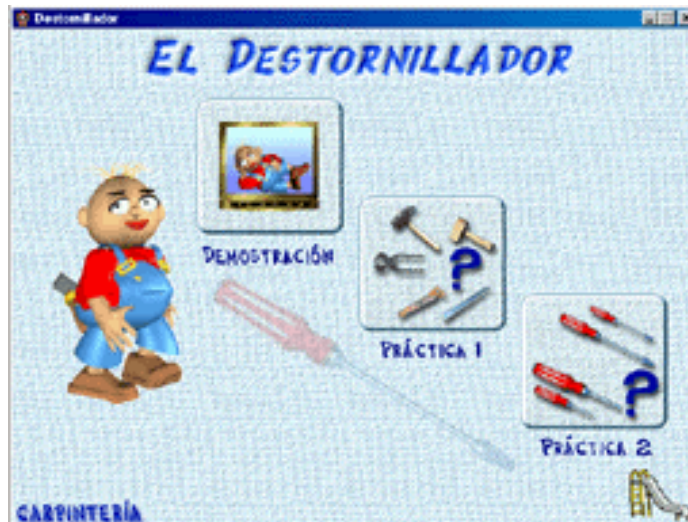 Destornillador
EL DESTORNILLADOR
DEMOSTRACIÓN
?
PRÁCTICA 1
?
PRÁCTICA 2
CARPINTERÍA